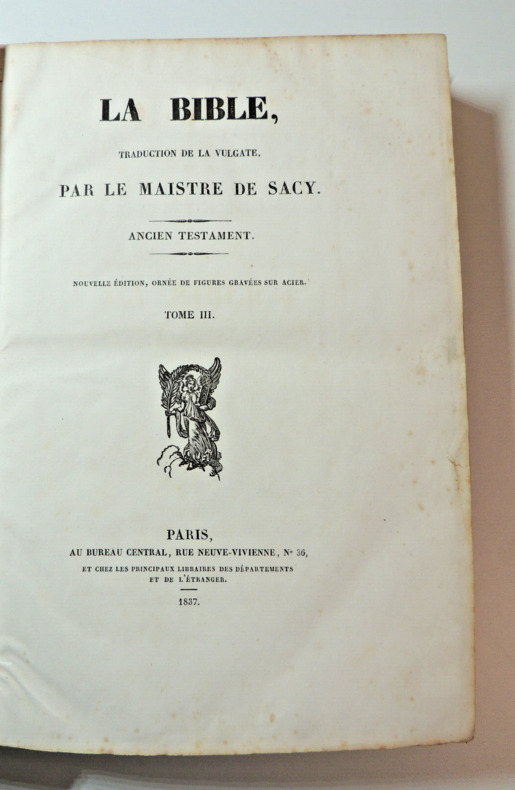 LA BIBLE,
TRADUCTION DE LA VULGATE,
PAR LE MAISTRE DE SACY.
ANCIEN TESTAMENT.
NOUVELLE ÉDITION, ORNÉE DE FIGURES GRAVÉES SUR ACIER.
TOME III.
PARIS,
AU BUREAU CENTRAL, RUE NEUVE-VIVIENNE, N° 36,
ET CHEZ LES PRINCIPAUX LIBRAIRES DES DÉPARTEMENTS
ET DE L'ÉTRANGER.
1837.